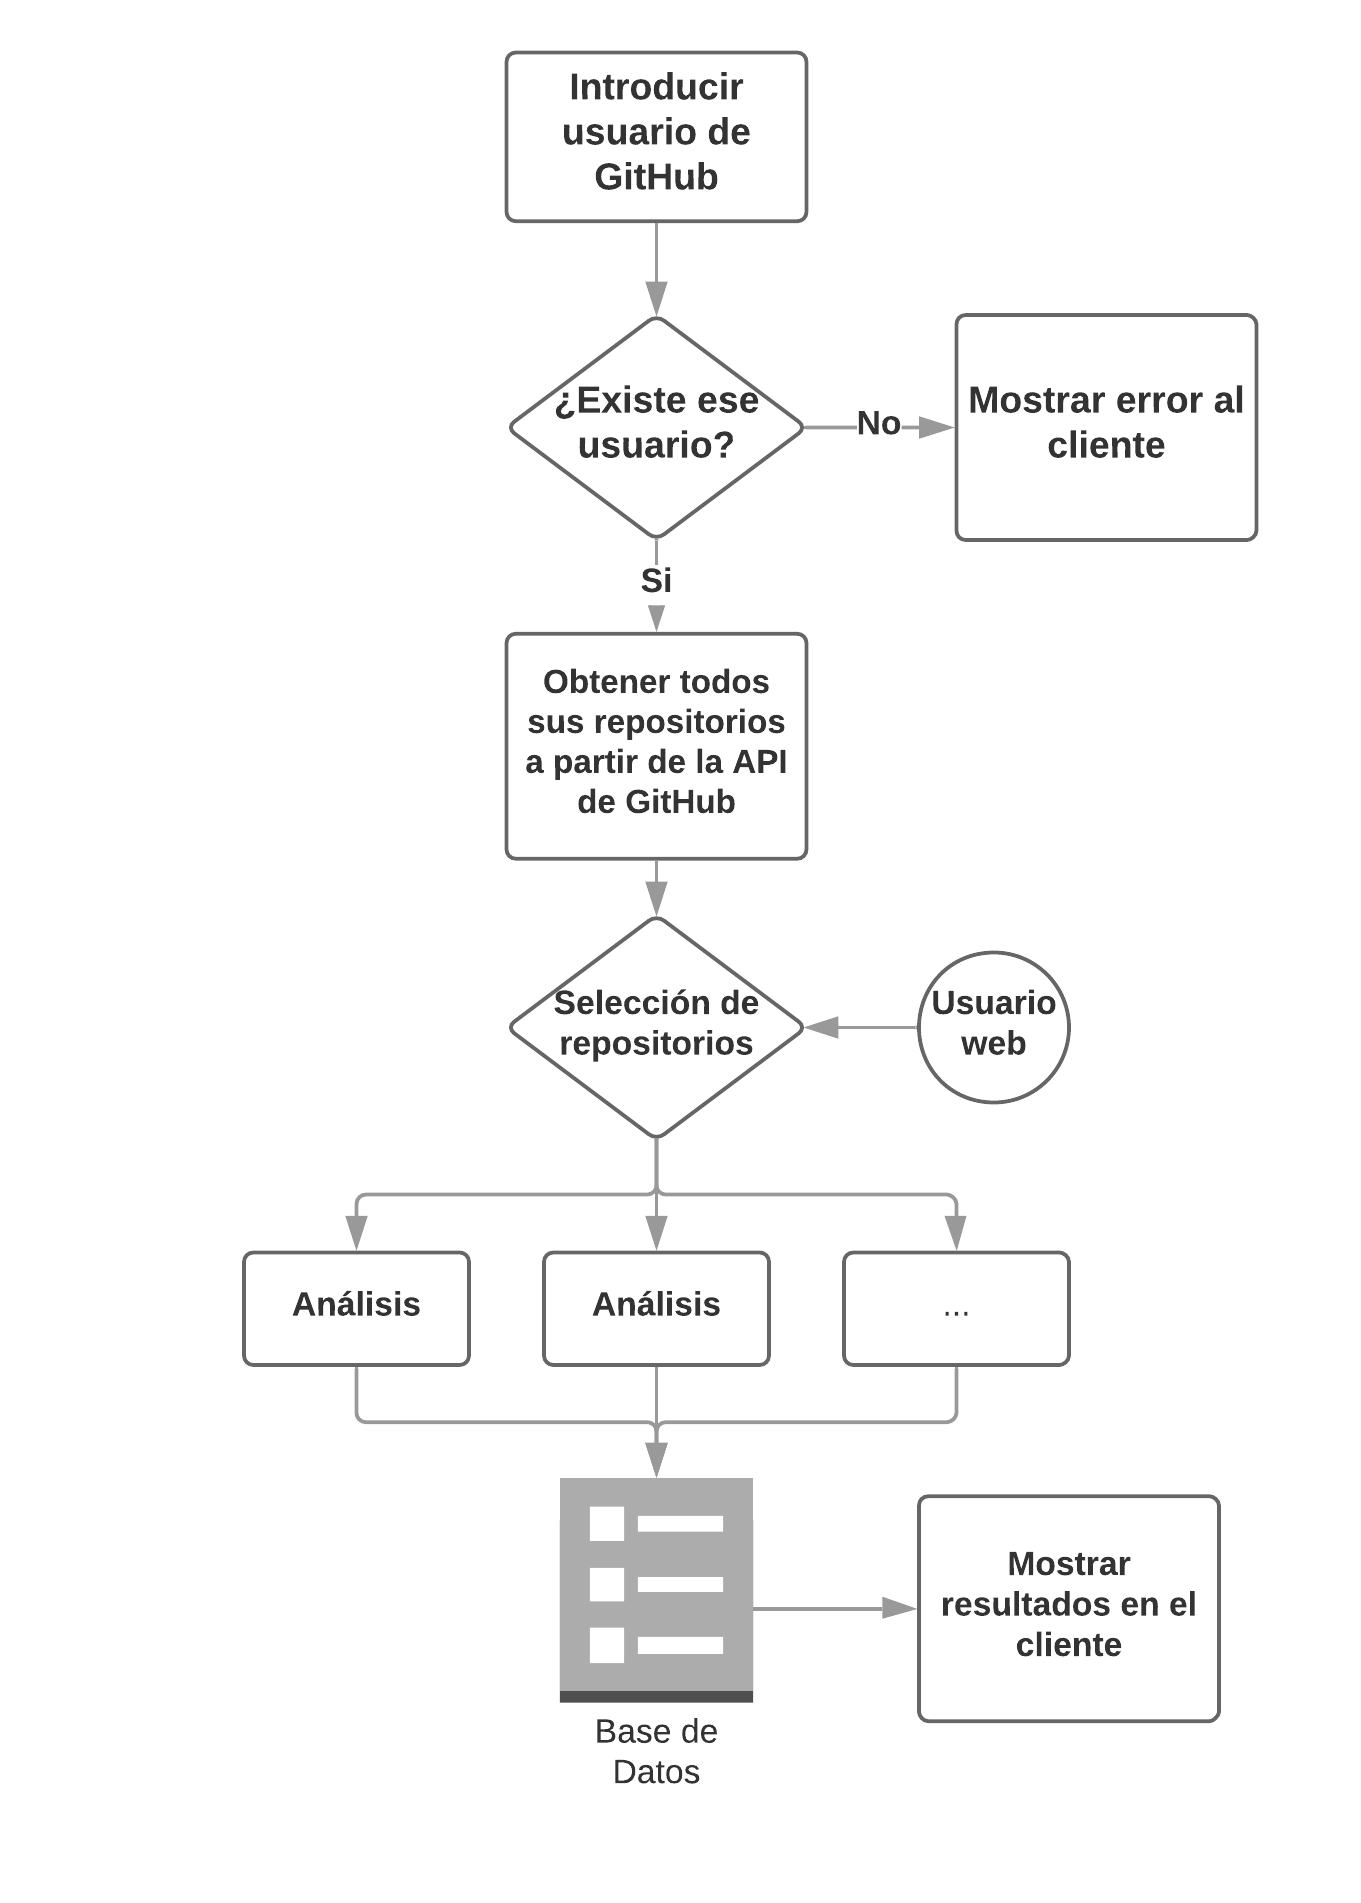 Introducir
usuario de
GitHub
¿Existe ese
usuario?
No
Mostrar error al
cliente
Si
Obtener todos
sus repositorios
a partir de la API
de GitHub
Selección de
repositorios
Usuario
web
Análisis
Análisis
...
Mostrar
resultados en el
cliente
Base de
Datos